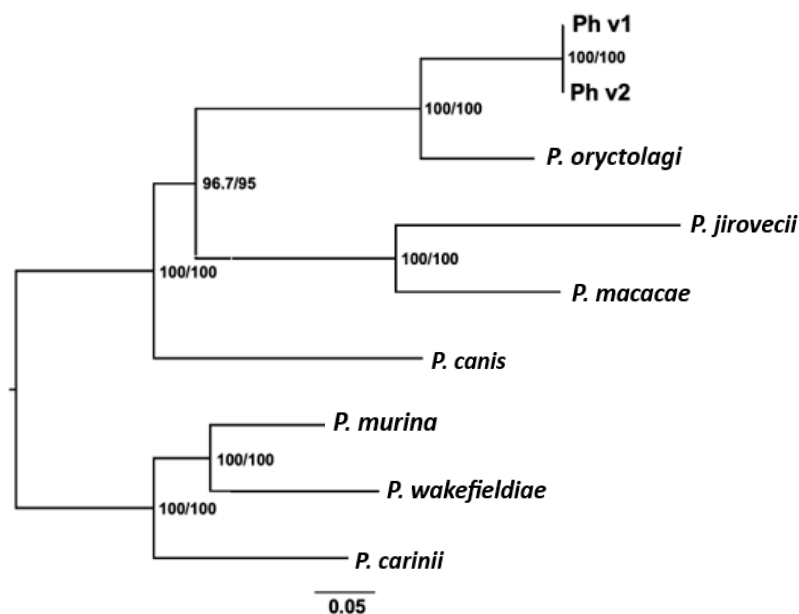 Ph v1
100/100
Ph v2
100/100
P. oryctolagi
96.7/95
P. jirovecii
100/100
100/100
P. macacae
P. canis
P. murina
100/100
P. wakefieldiae
100/100
P. carinii
0.05